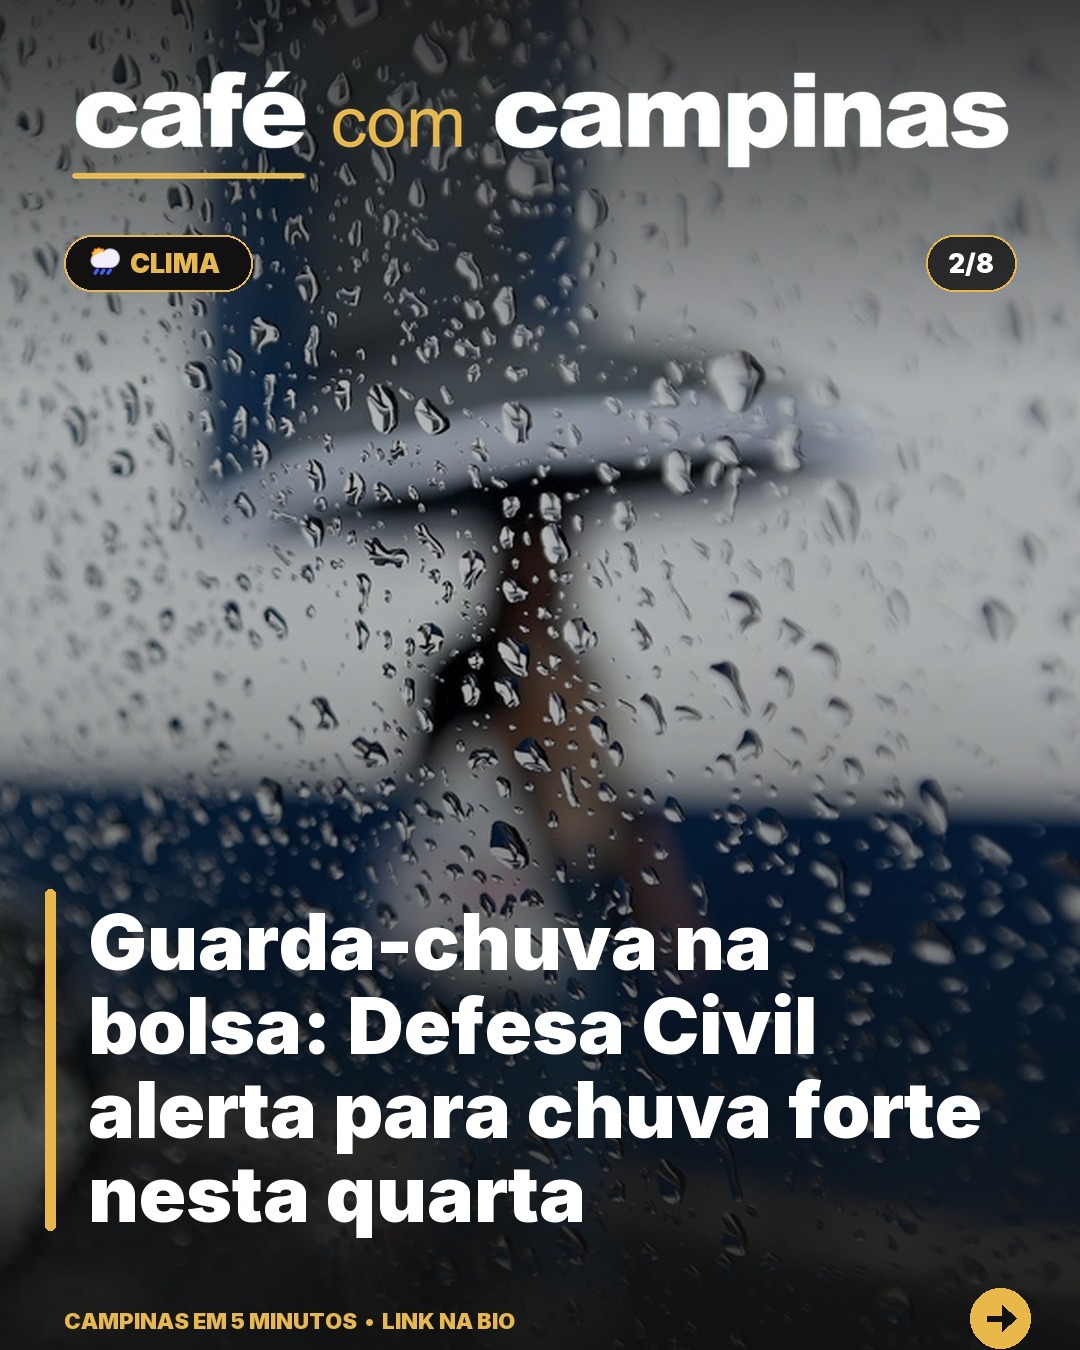 café com campinas
CLIMA
2/8
Guarda-chuva na
bolsa: Defesa Civil
alerta para chuva forte
nesta quarta
CAMPINAS EM 5 MINUTOS • LINK NA BIO